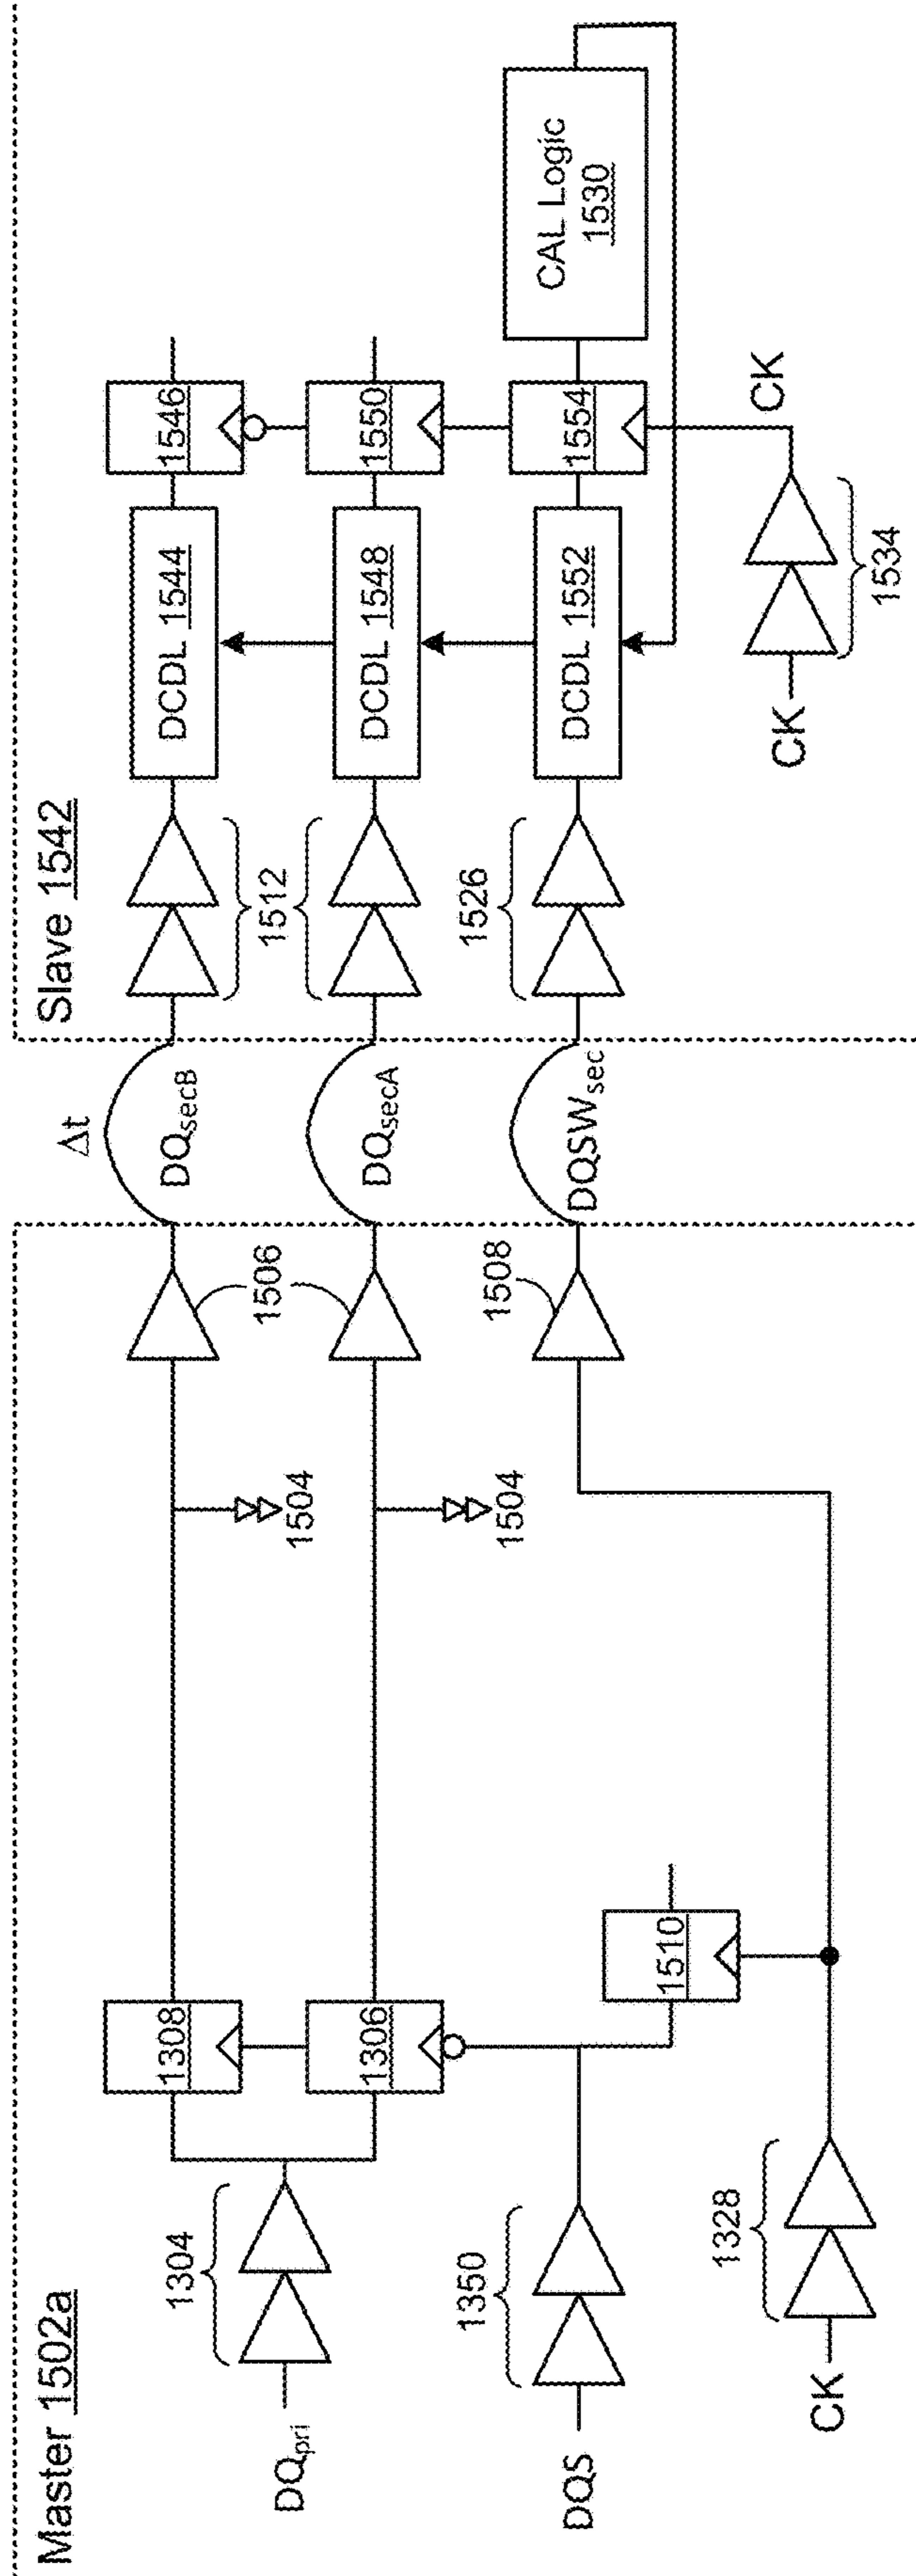 Master 1502a
DQpri
1304
1308
1306
DQS
1350
1510
CK
1328
1504
1504
1506
1508
Δt
DQsecB
DQsecA
DQSWsec
Slave 1542
1512
1526
DCDL 1544
DCDL 1548
DCDL 1552
1546
1550
1554
CAL Logic
1530
CK
1534
CK